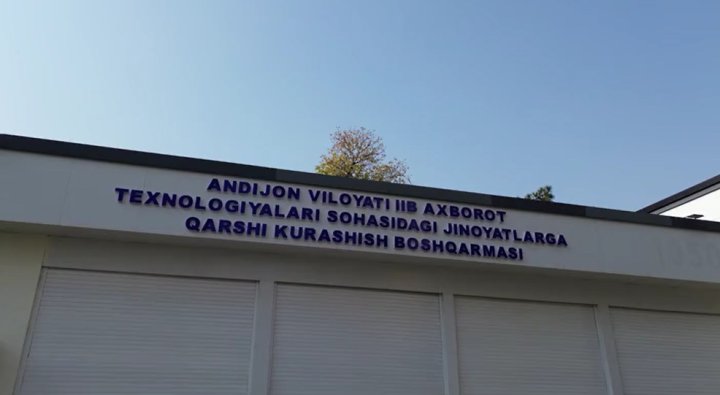 ANDIJON VILOYATI IIB AXBOROT
TEXNOLOGIYALARI SOHASIDAGI JINOYATLARGA
QARSHI KURASHISH BOSHQARMASI